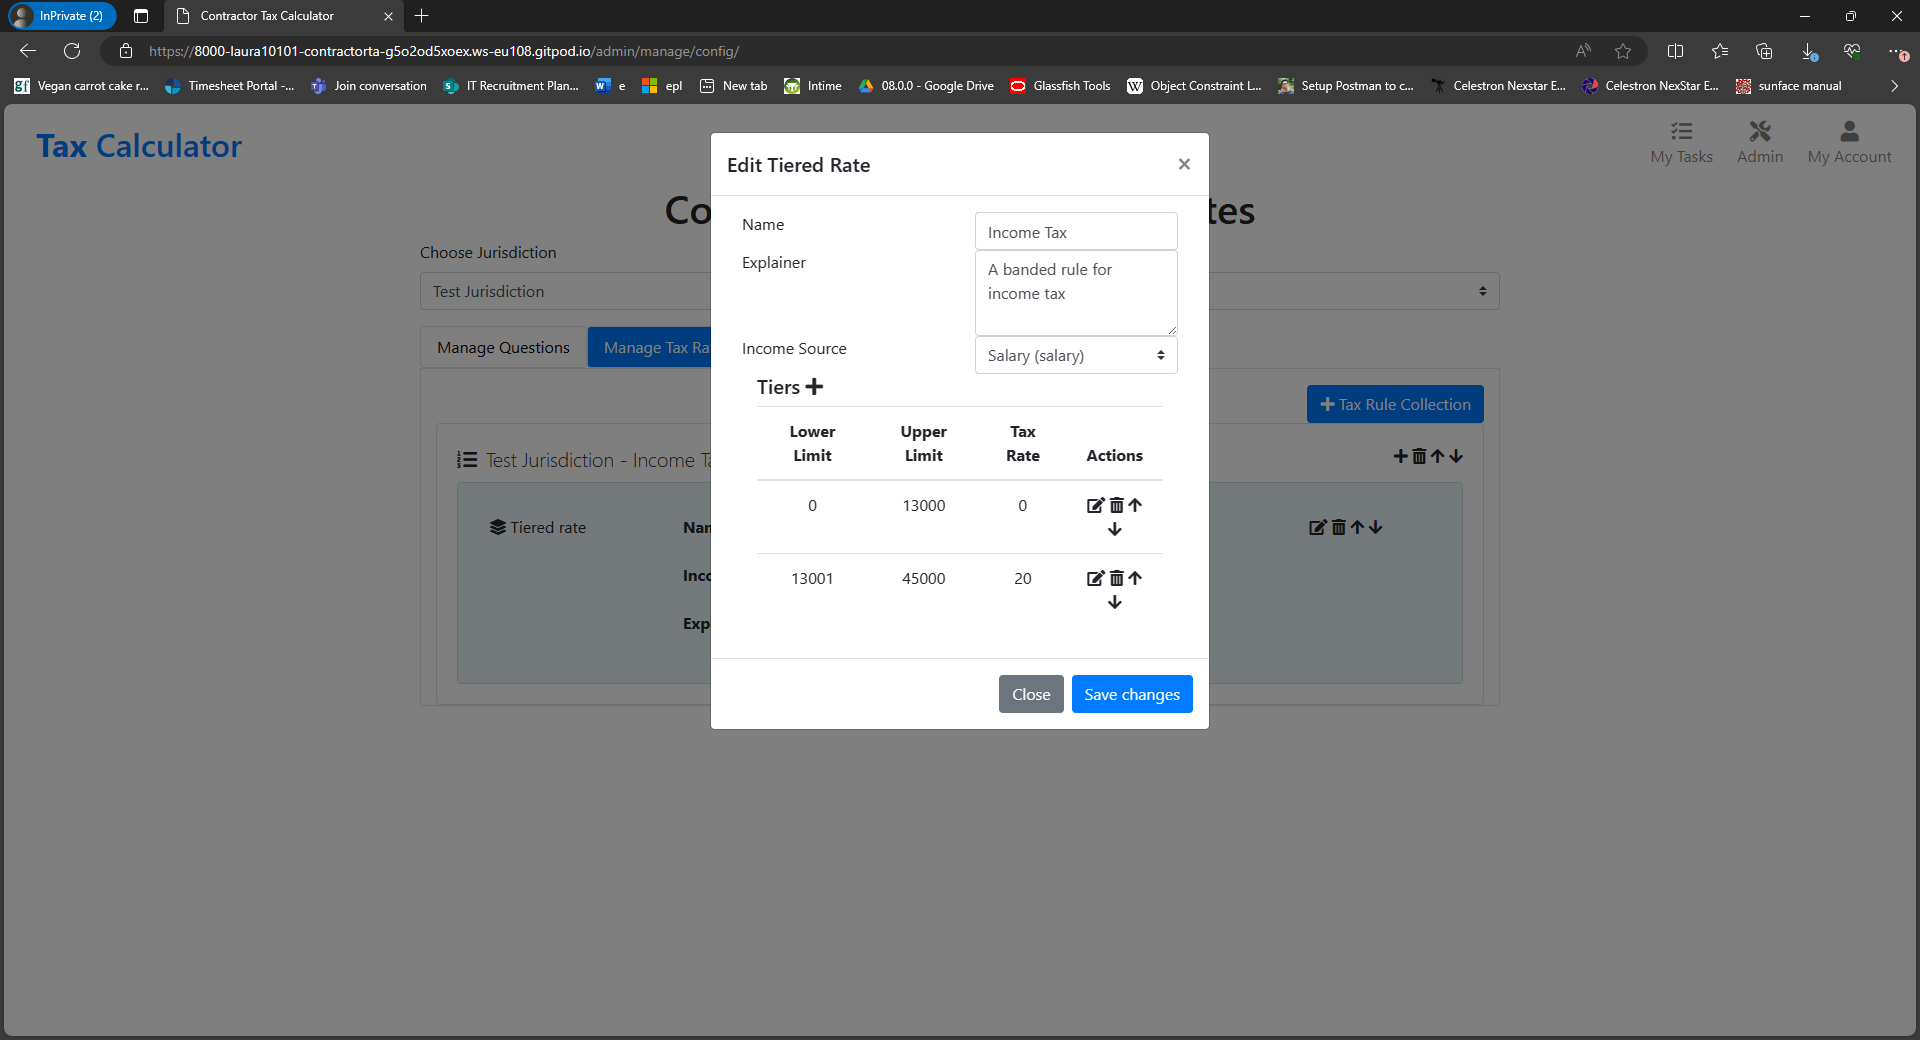 InPrivate (2)
Contractor Tax Calculator
https://8000-laura10101-contractorta-g5o2od5xoex.ws-eu108.gitpod.io/admin/manage/config/
Vegan carrot cake r... Timesheet Portal -... Join conversation IT Recruitment Plan... e epl New tab Intime 08.0.0 - Google Drive Glassfish Tools Object Constraint L... Setup Postman to c... Celestron Nexstar E... Celestron NexStar E... sunface manual
Tax Calculator
My Tasks Admin My Account
Co
tes
Choose Jurisdiction
Test Jurisdiction
Manage Questions
Manage Tax Ra
+ Tax Rule Collection
Test Jurisdiction - Income Ta
Tiered rate
Nam
Inco
Exp
Edit Tiered Rate
Name
Income Tax
Explainer
A banded rule for
income tax
Income Source
Salary (salary)
Tiers
Lower Limit Upper Limit Tax Rate Actions
0 13000 0
13001 45000 20
Close Save changes